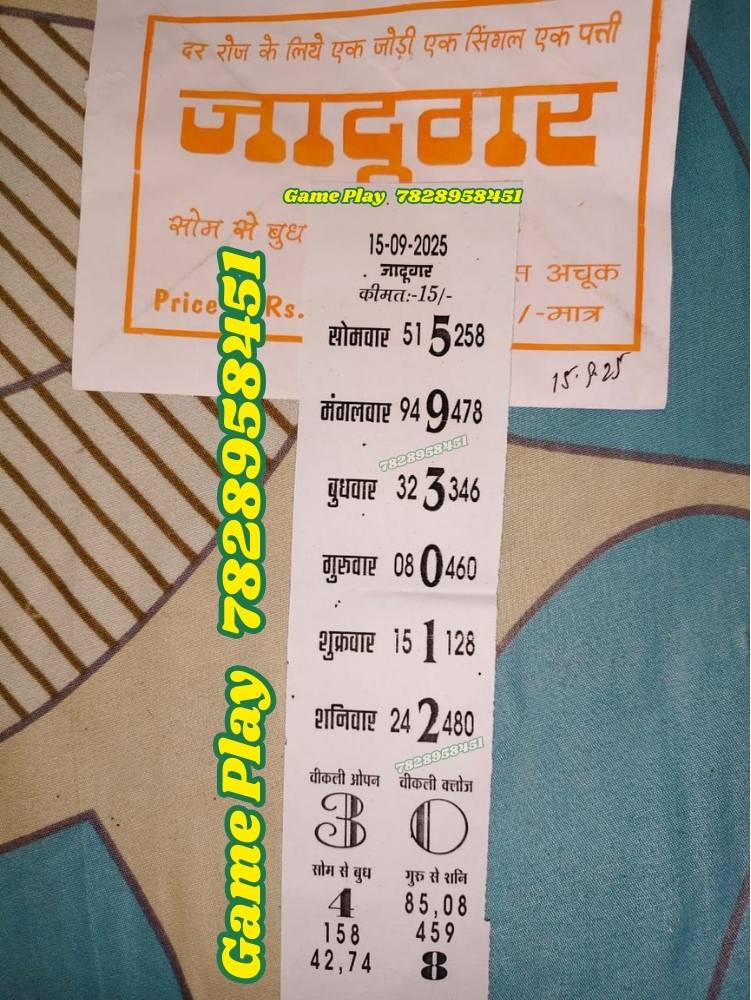 दर रोज के लिये एक जोड़ी एक सिंगल एक पत्ती
जादूगर
Game Play 7828958451
सोम से बुध
स अचूक
Price Rs.
/-मात्र
15.9.25
Game Play 7828958451
15-09-2025
जादूगर
कीमत:-15/-
सोमवार 51 5 258
मंगलवार 94 9 478
7828958451
बुधवार 32 3 346
गुरुवार 08 0 460
शुक्रवार 15 1 128
शनिवार 24 2 480
7828958451
वीकली ओपन वीकली क्लोज
3 0
सोम से बुध गुरु से शनि
4 85,08
158 459
42,74 8